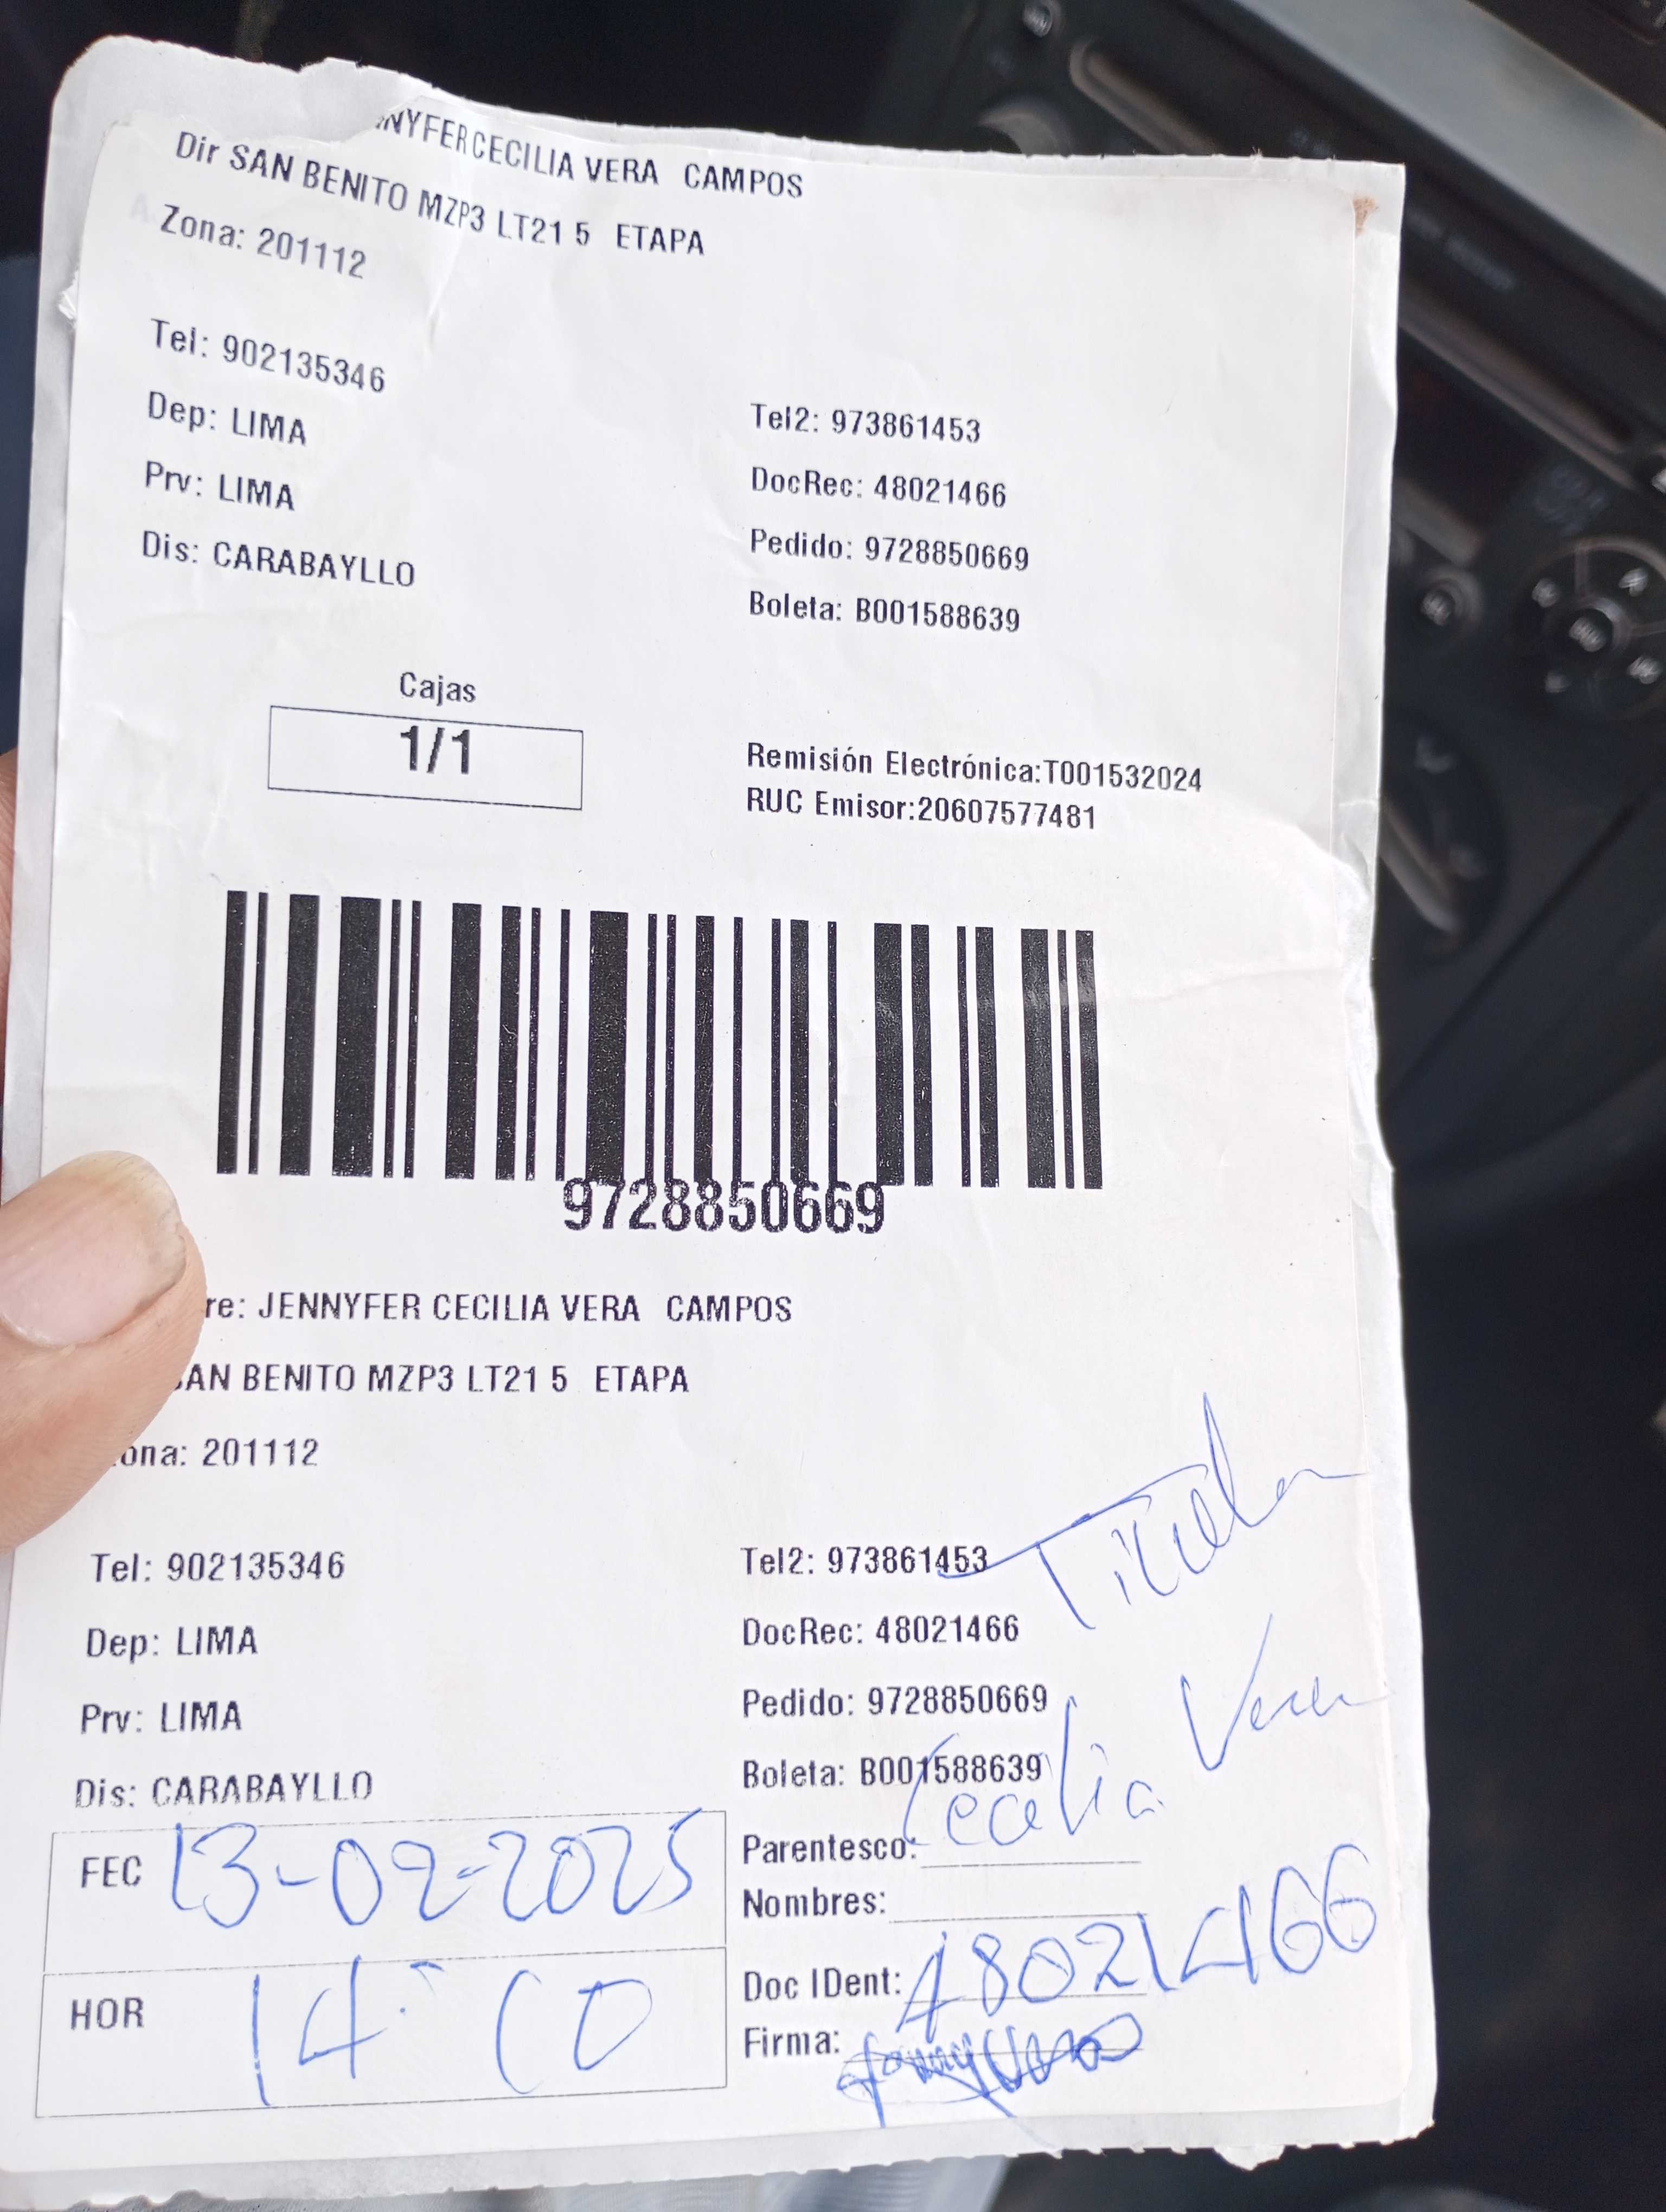 NYFERCECILIA VERA CAMPOS
Dir SAN BENITO MZP3 LT21 5 ETAPA
Zona: 201112
Tel: 902135346
Dep: LIMA
Prv: LIMA
Dis: CARABAYLLO
Tel2: 973861453
DocRec: 48021466
Pedido: 9728850669
Boleta: B001588639
Cajas
1/1
Remisión Electrónica:T001532024
RUC Emisor:20607577481
9728850669
re: JENNYFER CECILIA VERA CAMPOS
AN BENITO MZP3 LT21 5 ETAPA
ona: 201112
Tel: 902135346
Dep: LIMA
Prv: LIMA
Dis: CARABAYLLO
Tel2: 973861453
Titular
DocRec: 48021466
Pedido: 9728850669
Boleta: B001588639
Cecilia Vera
Parentesco:
Nombres:
Doc IDent: 48021466
Firma:
FEC 13-02-2025
HOR 14:10